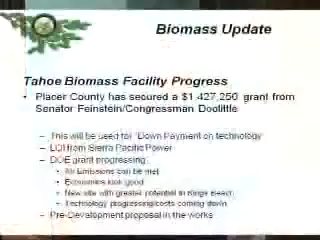 Biomass Update
Tahoe Biomass Facility Progress
• Placer County has secured a $1,427,250 grant from
Senator Feinstein/Congressman Doolittle
– This will be used for "Down Payment on technology
– LOI from Sierra Pacific Power
– DOE grant progressing
• Air Emissions can be met
• Economics look good
• New site with greater potential in Kings Beach
• Technology progressing/costs coming down
– Pre-Development proposal in the works